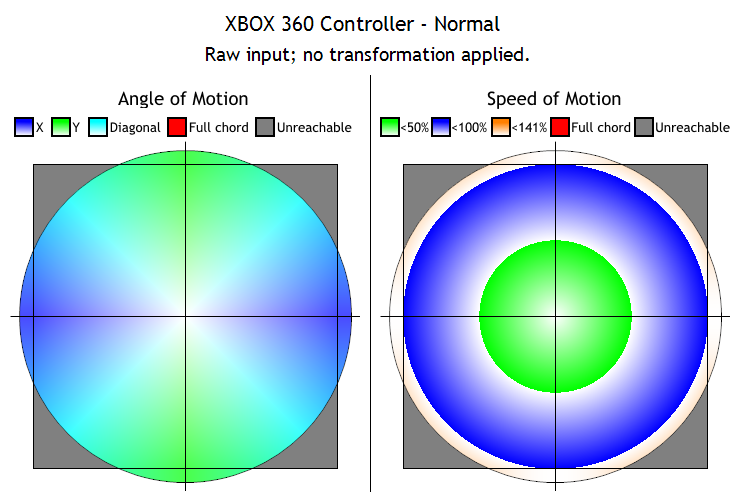 XBOX 360 Controller - Normal
Raw input; no transformation applied.
Angle of Motion
X Y Diagonal Full chord Unreachable
Speed of Motion
<50% <100% <141% Full chord Unreachable